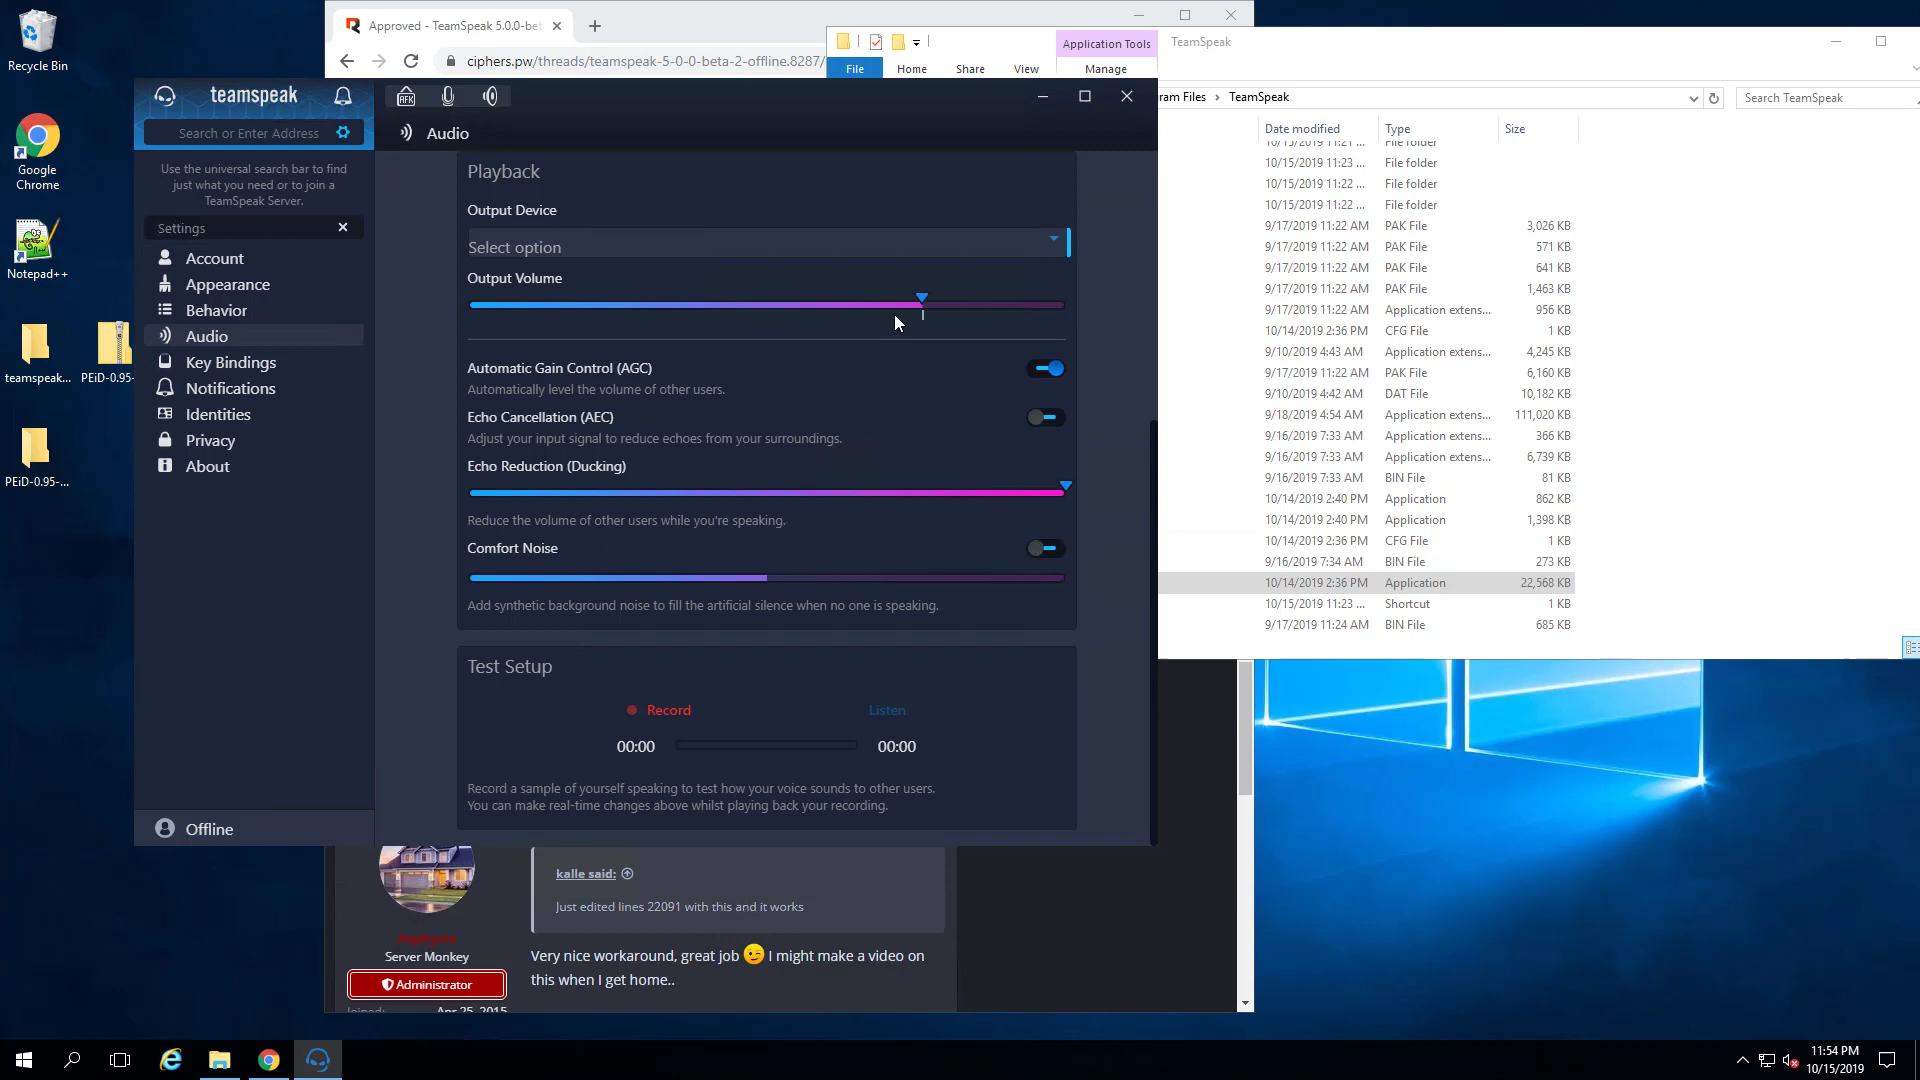 Recycle Bin
Google
Chrome
Notepad++
teamspeak...
PEiD-0.95-
PEiD-0.95-...
Approved - TeamSpeak 5.0.0-beta
ciphers.pw/threads/teamspeak-5-0-0-beta-2-offline.8287/
Application Tools
TeamSpeak
File
Home
Share
View
Manage
ram Files > TeamSpeak
Search TeamSpeak
Date modified
Type
Size
10/15/2019 11:21 ... File folder
10/15/2019 11:23 ... File folder
10/15/2019 11:22 ... File folder
10/15/2019 11:22 ... File folder
9/17/2019 11:22 AM PAK File 3,026 KB
9/17/2019 11:22 AM PAK File 571 KB
9/17/2019 11:22 AM PAK File 641 KB
9/17/2019 11:22 AM PAK File 1,463 KB
9/17/2019 11:22 AM Application extens... 956 KB
10/14/2019 2:36 PM CFG File 1 KB
9/10/2019 4:43 AM Application extens... 4,245 KB
9/17/2019 11:22 AM PAK File 6,160 KB
9/10/2019 4:42 AM DAT File 10,182 KB
9/18/2019 4:54 AM Application extens... 111,020 KB
9/16/2019 7:33 AM Application extens... 366 KB
9/16/2019 7:33 AM Application extens... 6,739 KB
9/16/2019 7:33 AM BIN File 81 KB
10/14/2019 2:40 PM Application 862 KB
10/14/2019 2:40 PM Application 1,398 KB
10/14/2019 2:36 PM CFG File 1 KB
9/16/2019 7:34 AM BIN File 273 KB
10/14/2019 2:36 PM Application 22,568 KB
10/15/2019 11:23 ... Shortcut 1 KB
9/17/2019 11:24 AM BIN File 685 KB
teamspeak
AFK
Search or Enter Address
Use the universal search bar to find
just what you need or to join a
TeamSpeak Server.
Settings
Account
Appearance
Behavior
Audio
Key Bindings
Notifications
Identities
Privacy
About
Offline
Audio
Playback
Output Device
Select option
Output Volume
Automatic Gain Control (AGC)
Automatically level the volume of other users.
Echo Cancellation (AEC)
Adjust your input signal to reduce echoes from your surroundings.
Echo Reduction (Ducking)
Reduce the volume of other users while you're speaking.
Comfort Noise
Add synthetic background noise to fill the artificial silence when no one is speaking.
Test Setup
Record
Listen
00:00
00:00
Record a sample of yourself speaking to test how your voice sounds to other users.
You can make real-time changes above whilst playing back your recording.
kalle said:
Just edited lines 22091 with this and it works
Server Monkey
Administrator
Joined:
Apr 25, 2015
Very nice workaround, great job 😉 I might make a video on
this when I get home..
11:54 PM
10/15/2019